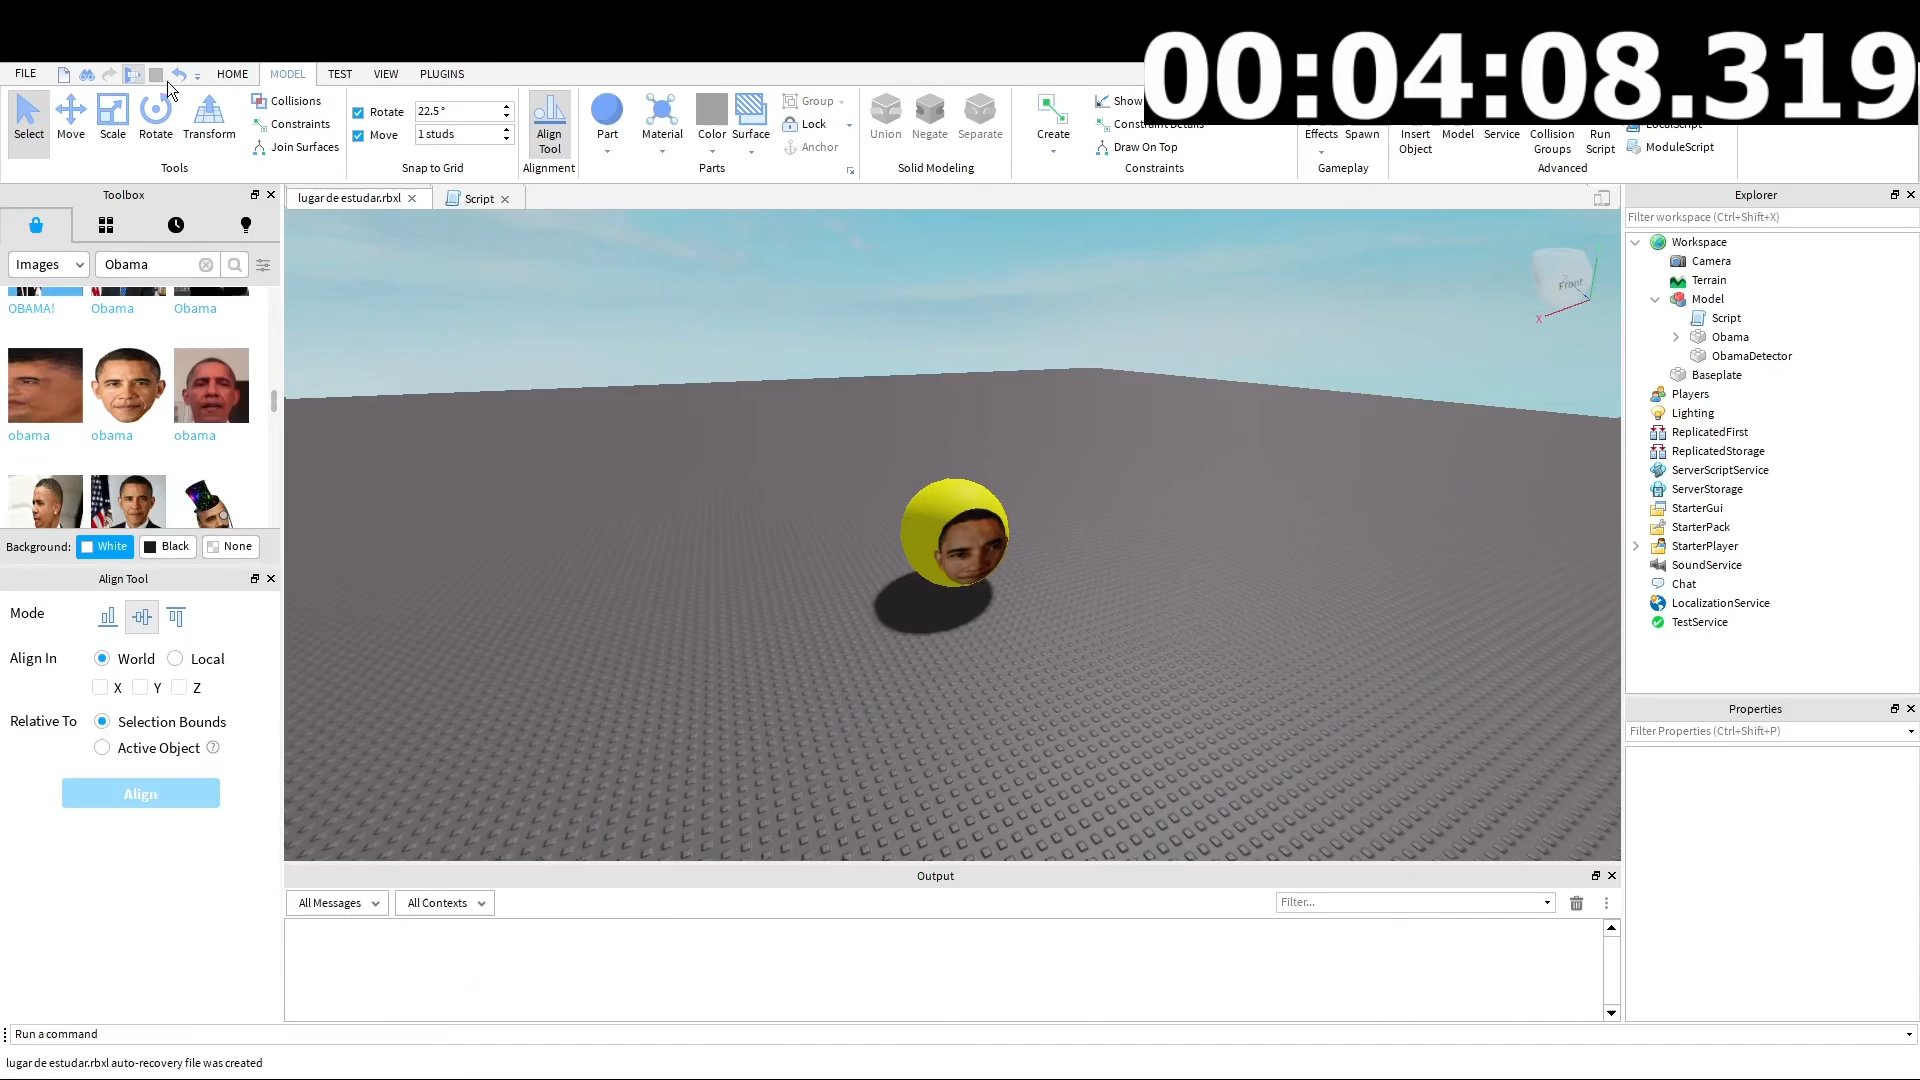 00:04:08.319
FILE HOME MODEL TEST VIEW PLUGINS
Select Move Scale Rotate Transform
Collisions
Constraints
Join Surfaces
Tools
Rotate 22.5°
Move 1 studs
Snap to Grid
Align Tool
Alignment
Part Material Color Surface
Group
Lock
Anchor
Parts
Union Negate Separate
Solid Modeling
Create
Show
Constraint Details
Draw On Top
Constraints
Effects Spawn
Gameplay
Insert Object
Model
Service
Collision Groups
Run Script
LocalScript
ModuleScript
Advanced
Toolbox
Images Obama
OBAMA! Obama Obama
obama obama obama
Background: White Black None
Align Tool
Mode
Align In World Local
X Y Z
Relative To Selection Bounds
Active Object ?
Align
lugar de estudar.rbxl Script
Front
X
Output
All Messages All Contexts Filter...
Explorer
Filter workspace (Ctrl+Shift+X)
Workspace
Camera
Terrain
Model
Script
Obama
ObamaDetector
Baseplate
Players
Lighting
ReplicatedFirst
ReplicatedStorage
ServerScriptService
ServerStorage
StarterGui
StarterPack
StarterPlayer
SoundService
Chat
LocalizationService
TestService
Properties
Filter Properties (Ctrl+Shift+P)
Run a command
lugar de estudar.rbxl auto-recovery file was created